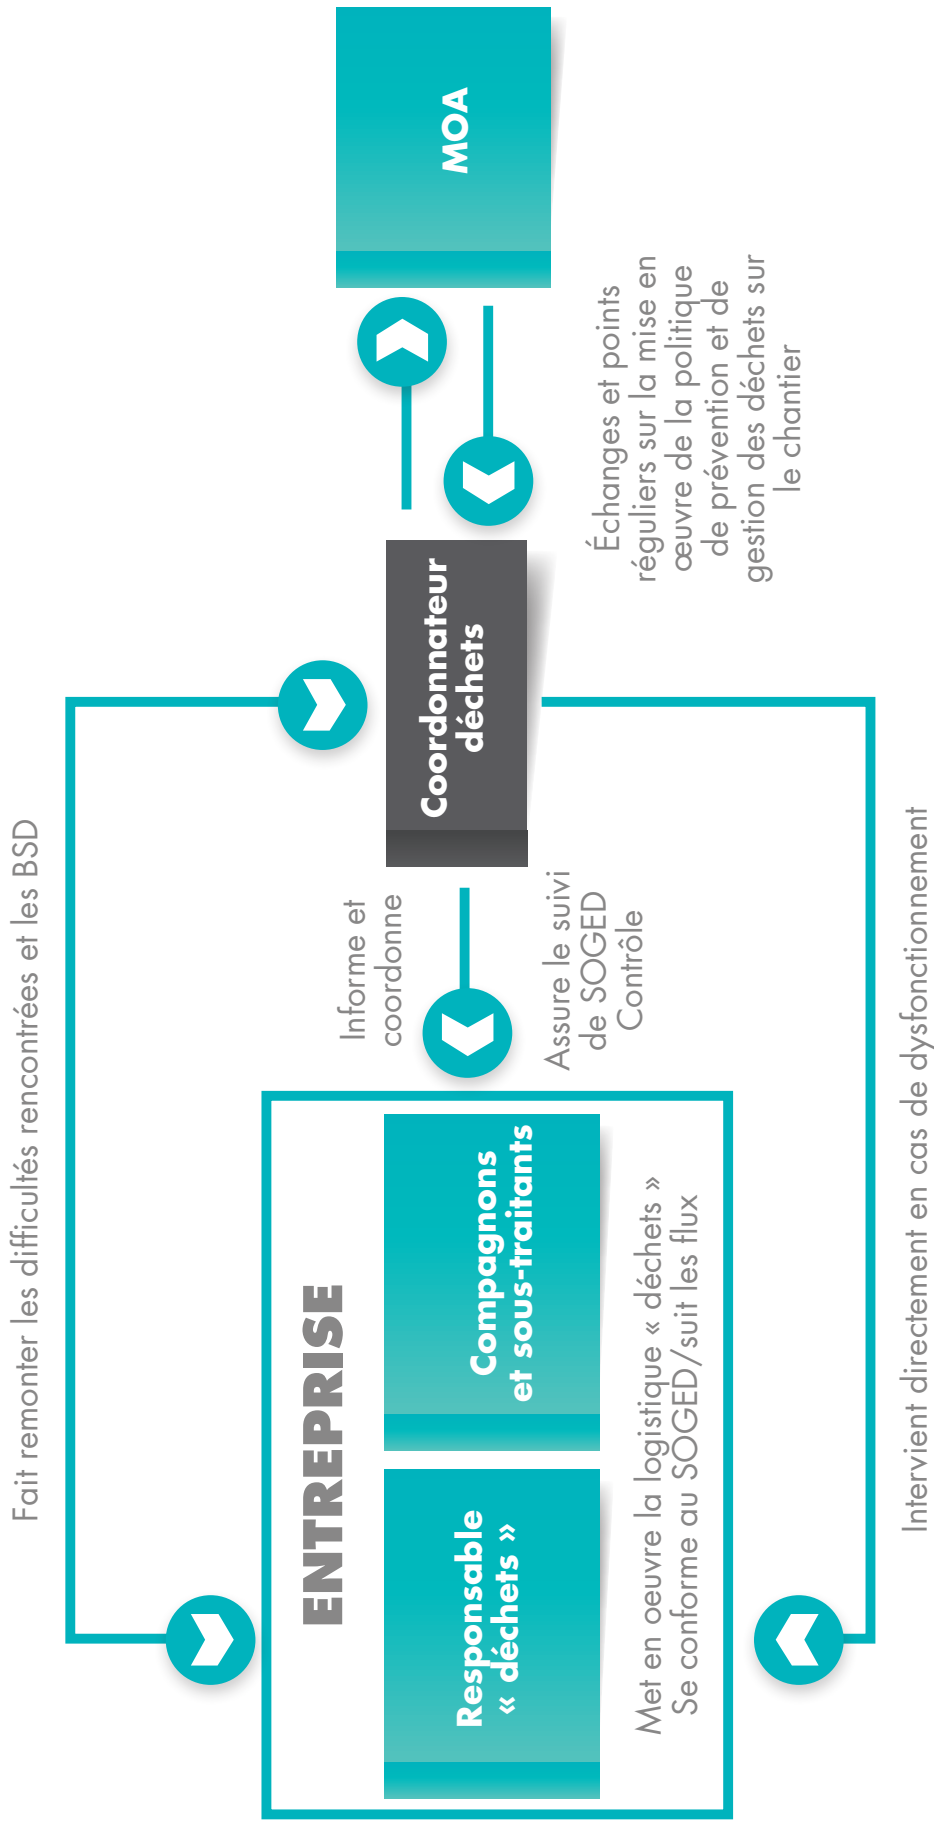 Fait remonter les difficultés rencontrées et les BSD
ENTREPRISE
Responsable
« déchets »
Compagnons
et sous-traitants
Met en oeuvre la logistique « déchets »
Se conforme au SOGED/suit les flux
Informe et
coordonne
Assure le suivi
de SOGED
Contrôle
Coordonnateur
déchets
MOA
Échanges et points
réguliers sur la mise en
œuvre de la politique
de prévention et de
gestion des déchets sur
le chantier
Intervient directement en cas de dysfonctionnement